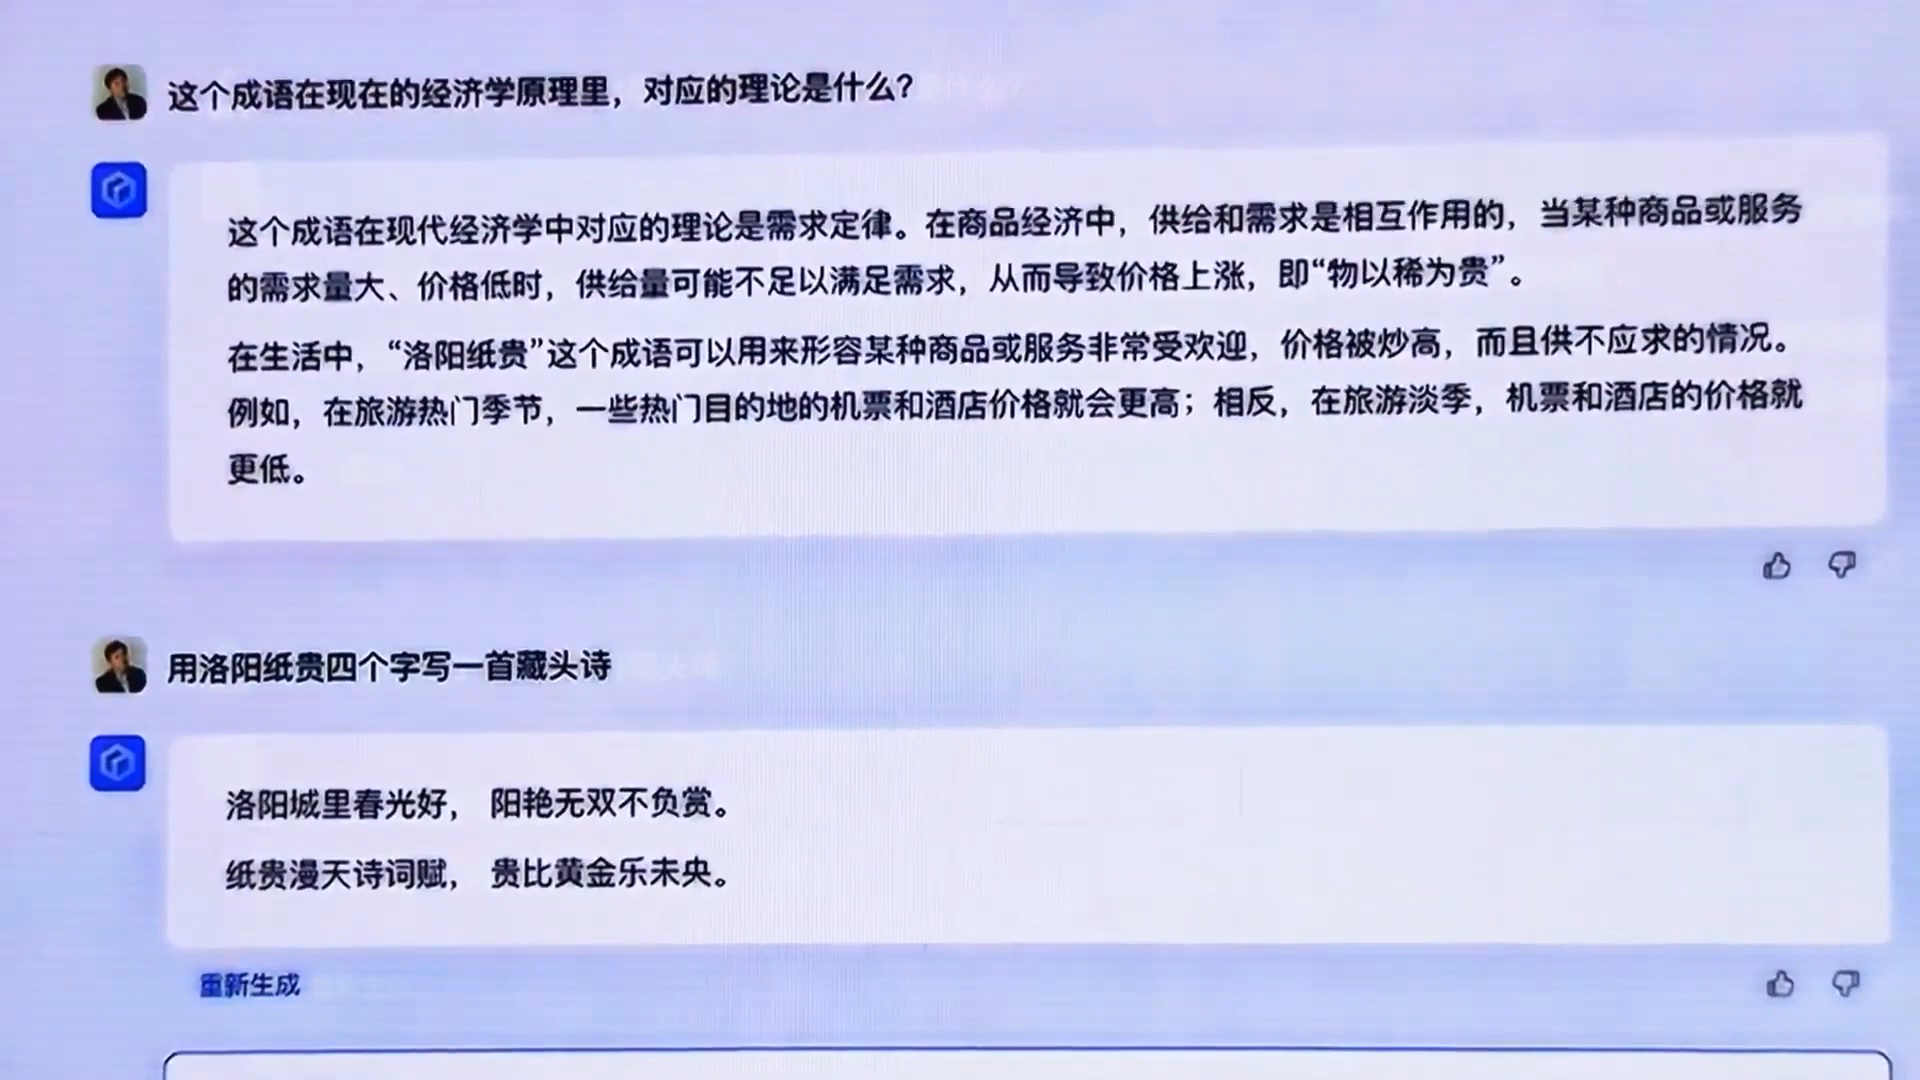 这个成语在现在的经济学原理里，对应的理论是什么？
这个成语在现代经济学中对应的理论是需求定律。在商品经济中，供给和需求是相互作用的，当某种商品或服务
的需求量大、价格低时，供给量可能不足以满足需求，从而导致价格上涨，即“物以稀为贵”。
在生活中，“洛阳纸贵”这个成语可以用来形容某种商品或服务非常受欢迎，价格被炒高，而且供不应求的情况。
例如，在旅游热门季节，一些热门目的地的机票和酒店价格就会更高；相反，在旅游淡季，机票和酒店的价格就
更低。
用洛阳纸贵四个字写一首藏头诗
洛阳城里春光好， 阳艳无双不负赏。
纸贵漫天诗词赋， 贵比黄金乐未央。
重新生成